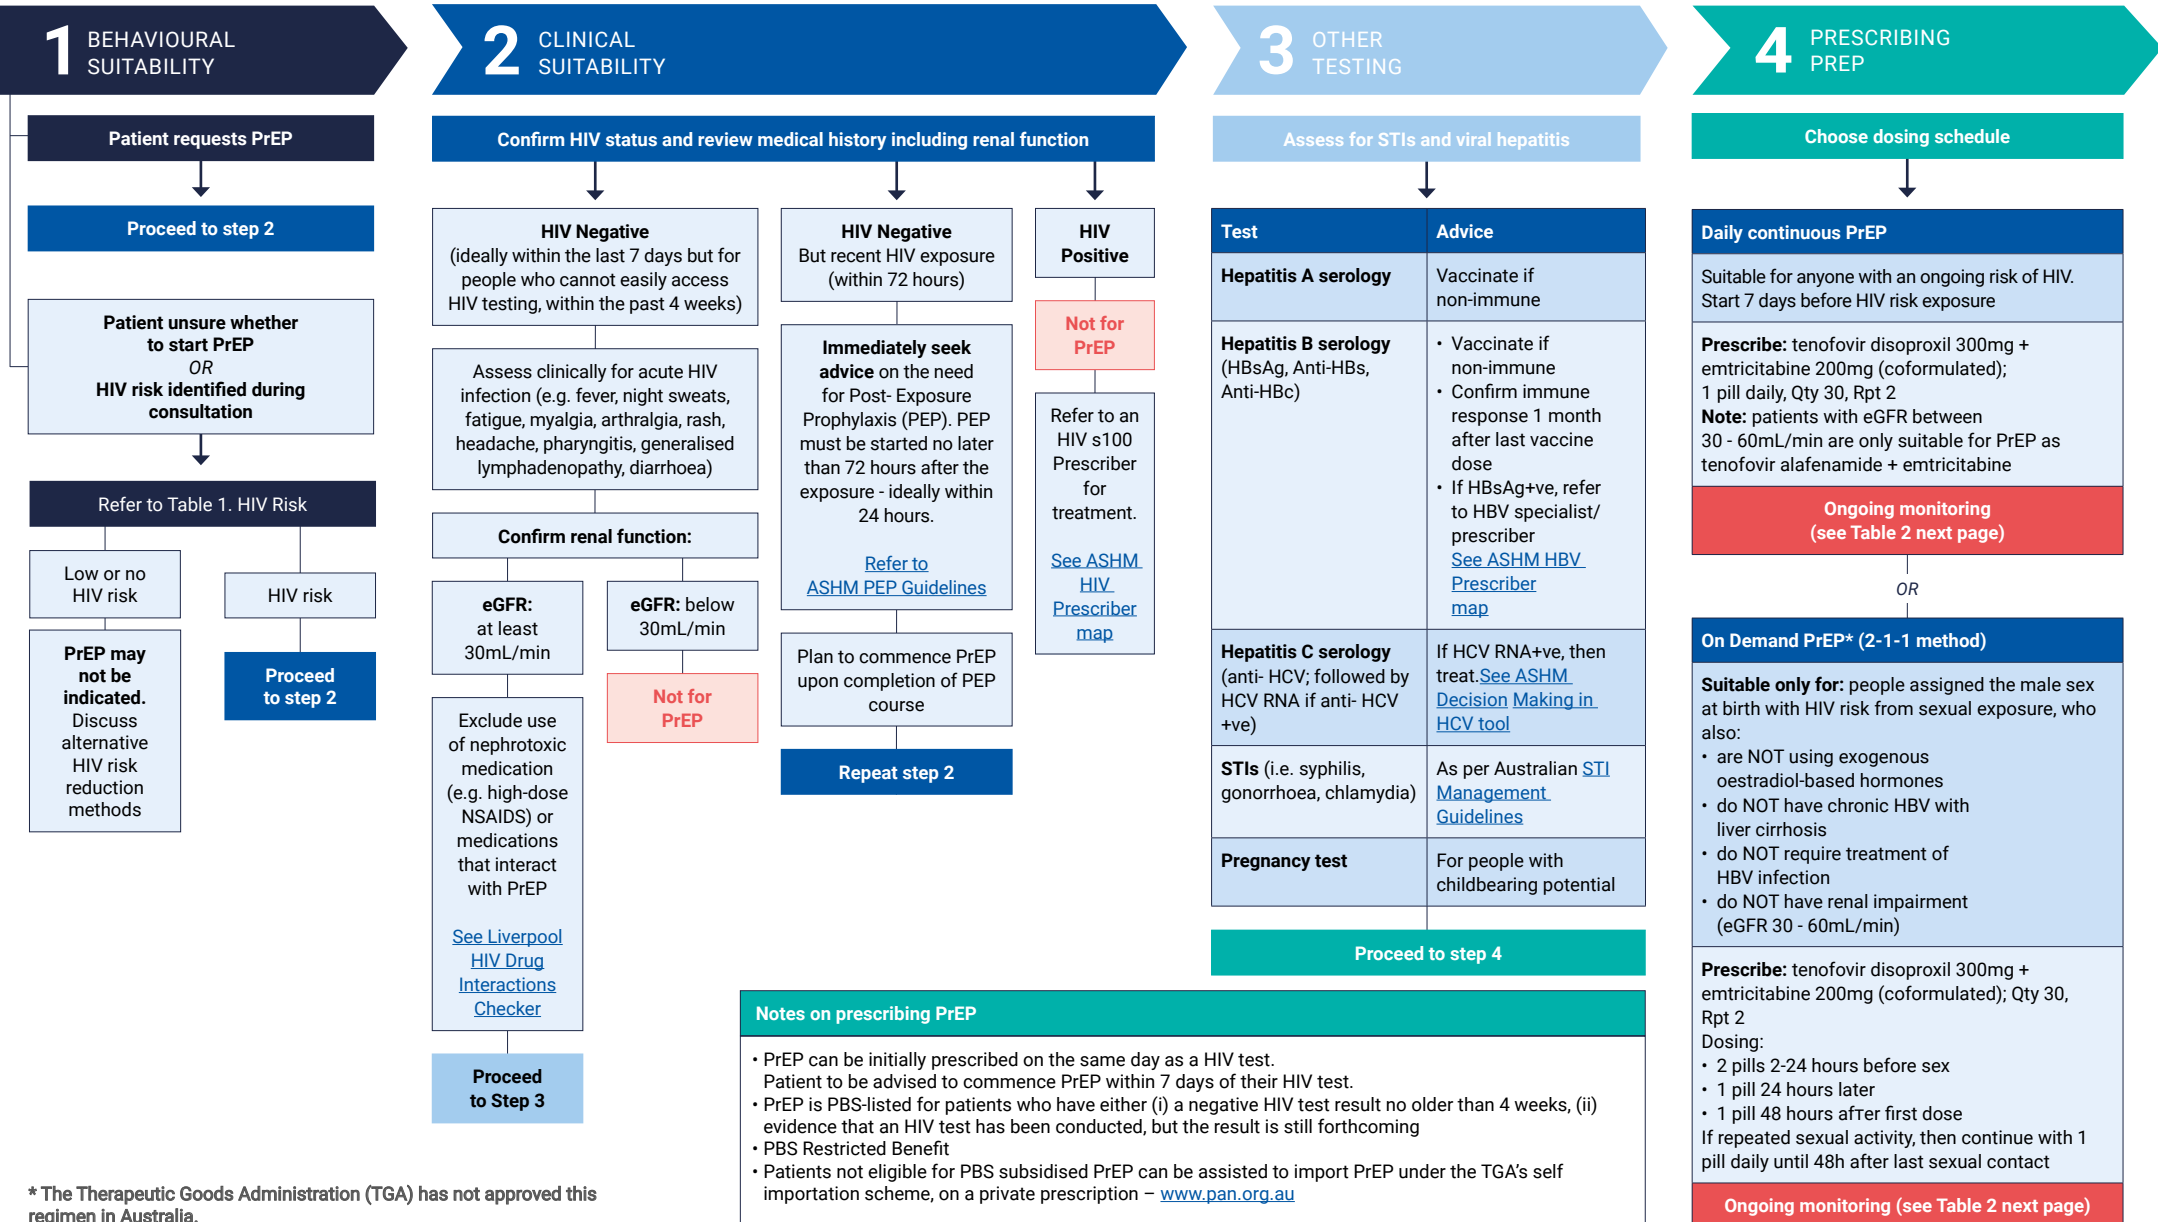 1 BEHAVIOURAL
SUITABILITY
Patient requests PrEP
Proceed to step 2
Patient unsure whether
to start PrEP
OR
HIV risk identified during
consultation
Refer to Table 1. HIV Risk
Low or no
HIV risk
PrEP may
not be
indicated.
Discuss
alternative
HIV risk
reduction
methods
HIV risk
Proceed
to step 2
2 CLINICAL
SUITABILITY
Confirm HIV status and review medical history including renal function
HIV Negative
(ideally within the last 7 days but for
people who cannot easily access
HIV testing, within the past 4 weeks)
Assess clinically for acute HIV
infection (e.g. fever, night sweats,
fatigue, myalgia, arthralgia, rash,
headache, pharyngitis, generalised
lymphadenopathy, diarrhoea)
Confirm renal function:
eGFR:
at least
30mL/min
Exclude use
of nephrotoxic
medication
(e.g. high-dose
NSAIDS) or
medications
that interact
with PrEP
See Liverpool
HIV Drug
Interactions
Checker
Proceed
to Step 3
eGFR: below
30mL/min
Not for
PrEP
HIV Negative
But recent HIV exposure
(within 72 hours)
Immediately seek
advice on the need
for Post- Exposure
Prophylaxis (PEP). PEP
must be started no later
than 72 hours after the
exposure - ideally within
24 hours.
Refer to
ASHM PEP Guidelines
Plan to commence PrEP
upon completion of PEP
course
Repeat step 2
HIV
Positive
Not for
PrEP
Refer to an
HIV s100
Prescriber
for
treatment.
See ASHM
HIV
Prescriber
map
3 OTHER
TESTING
Assess for STIs and viral hepatitis
Test Advice
Hepatitis A serology
Vaccinate if
non-immune
Hepatitis B serology
(HBsAg, Anti-HBs,
Anti-HBc)
• Vaccinate if
non-immune
• Confirm immune
response 1 month
after last vaccine
dose
• If HBsAg+ve, refer
to HBV specialist/
prescriber
See ASHM HBV
Prescriber
map
Hepatitis C serology
(anti- HCV; followed by
HCV RNA if anti- HCV
+ve)
If HCV RNA+ve, then
treat.See ASHM
Decision Making in
HCV tool
STIs (i.e. syphilis,
gonorrhoea, chlamydia)
As per Australian STI
Management
Guidelines
Pregnancy test
For people with
childbearing potential
Proceed to step 4
Notes on prescribing PrEP
• PrEP can be initially prescribed on the same day as a HIV test.
Patient to be advised to commence PrEP within 7 days of their HIV test.
• PrEP is PBS-listed for patients who have either (i) a negative HIV test result no older than 4 weeks, (ii)
evidence that an HIV test has been conducted, but the result is still forthcoming
• PBS Restricted Benefit
• Patients not eligible for PBS subsidised PrEP can be assisted to import PrEP under the TGA's self
importation scheme, on a private prescription – www.pan.org.au
4 PRESCRIBING
PREP
Choose dosing schedule
Daily continuous PrEP
Suitable for anyone with an ongoing risk of HIV.
Start 7 days before HIV risk exposure
Prescribe: tenofovir disoproxil 300mg +
emtricitabine 200mg (coformulated);
1 pill daily, Qty 30, Rpt 2
Note: patients with eGFR between
30 - 60mL/min are only suitable for PrEP as
tenofovir alafenamide + emtricitabine
Ongoing monitoring
(see Table 2 next page)
OR
On Demand PrEP* (2-1-1 method)
Suitable only for: people assigned the male sex
at birth with HIV risk from sexual exposure, who
also:
• are NOT using exogenous
oestradiol-based hormones
• do NOT have chronic HBV with
liver cirrhosis
• do NOT require treatment of
HBV infection
• do NOT have renal impairment
(eGFR 30 - 60mL/min)
Prescribe: tenofovir disoproxil 300mg +
emtricitabine 200mg (coformulated); Qty 30,
Rpt 2
Dosing:
• 2 pills 2-24 hours before sex
• 1 pill 24 hours later
• 1 pill 48 hours afтer first dose
If repeated sexual activity, then continue with 1
pill daily until 48h after last sexual contact
Ongoing monitoring (see Table 2 next page)
* The Therapeutic Goods Administration (TGA) has not approved this
regimen in Australia.